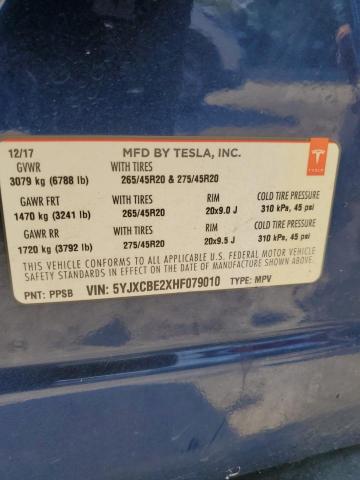 12/17 MFD BY TESLA, INC.
GVWR WITH TIRES
3079 kg (6788 lb) 265/45R20 & 275/45R20
TESLA
GAWR FRT WITH TIRES RIM COLD TIRE PRESSURE
1470 kg (3241 lb) 265/45R20 20x9.0 J 310 kPa, 45 psi
GAWR RR WITH TIRES RIM COLD TIRE PRESSURE
1720 kg (3792 lb) 275/45R20 20x9.5 J 310 kPa, 45 psi
THIS VEHICLE CONFORMS TO ALL APPLICABLE U.S. FEDERAL MOTOR VEHICLE
SAFETY STANDARDS IN EFFECT ON THE DATE OF MANUFACTURE SHOWN ABOVE.
PNT: PPSB VIN: 5YJXCBE2XHF079010 TYPE: MPV